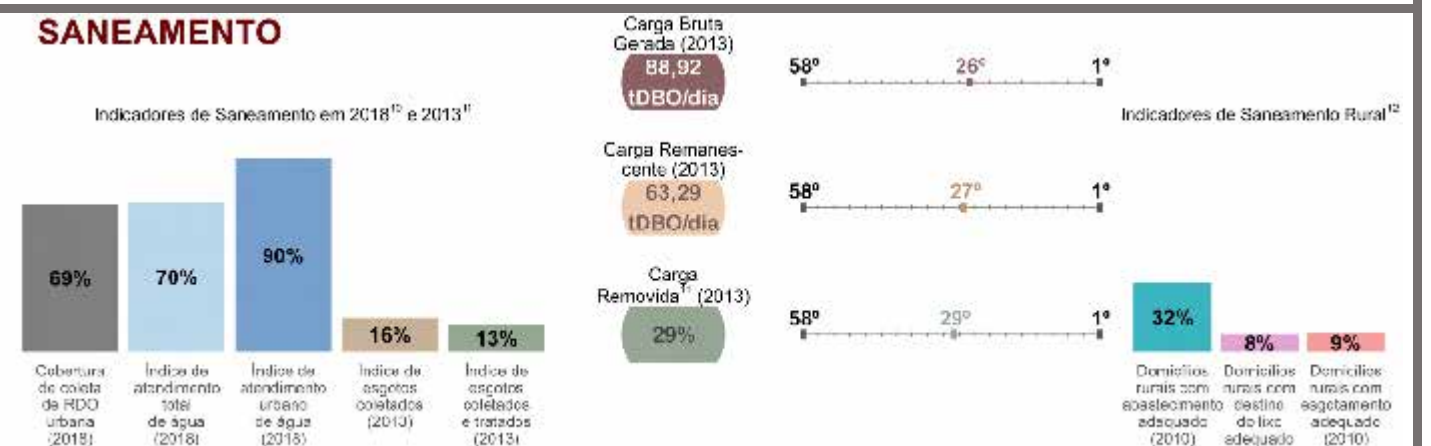 SANEAMENTO
Indicadores de Saneamento em 2018¹⁰ e 2013¹¹
69%
70%
90%
16%
13%
Cobertura
de coleta
de RDO
urbana
(2018)
Índice de
atendimento
total
de água
(2018)
Índice de
atendimento
urbano
de água
(2018)
Índice de
esgotos
coletados
(2013)
Índice de
esgotos
coletados
e tratados
(2013)
Carga Bruta
Gerada (2013)
88,92
tDBO/dia
58º
26º
1º
Carga Remanes-
cente (2013)
63,29
tDBO/dia
58º
27º
1º
Carga
Removida¹¹ (2013)
29%
58º
29º
1º
Indicadores de Saneamento Rural¹²
32%
8%
9%
Domicílios
rurais com
abastecimento
adequado
(2010)
Domicílios
rurais com
destino
do lixo
adequado
Domicílios
rurais com
esgotamento
adequado
(2010)